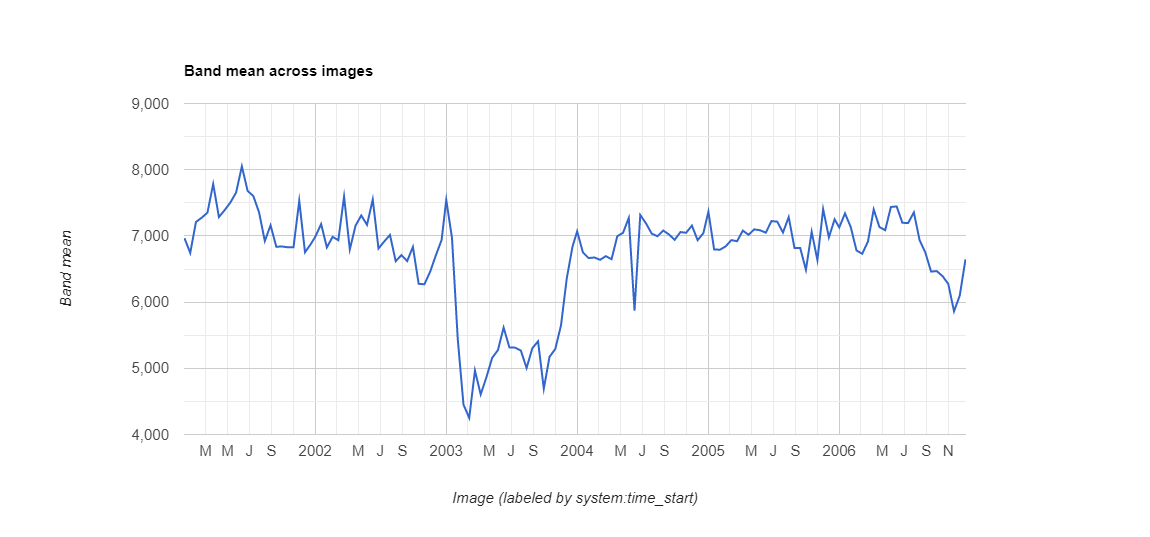 Band mean across images
9,000
8,000
7,000
6,000
5,000
4,000
Band mean
M M J S 2002 M J S 2003 M J S 2004 M J S 2005 M J S 2006 M J S N
Image (labeled by system:time_start)